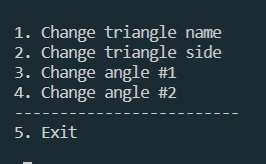 1. Change triangle name
2. Change triangle side
3. Change angle #1
4. Change angle #2
-------------------------
5. Exit